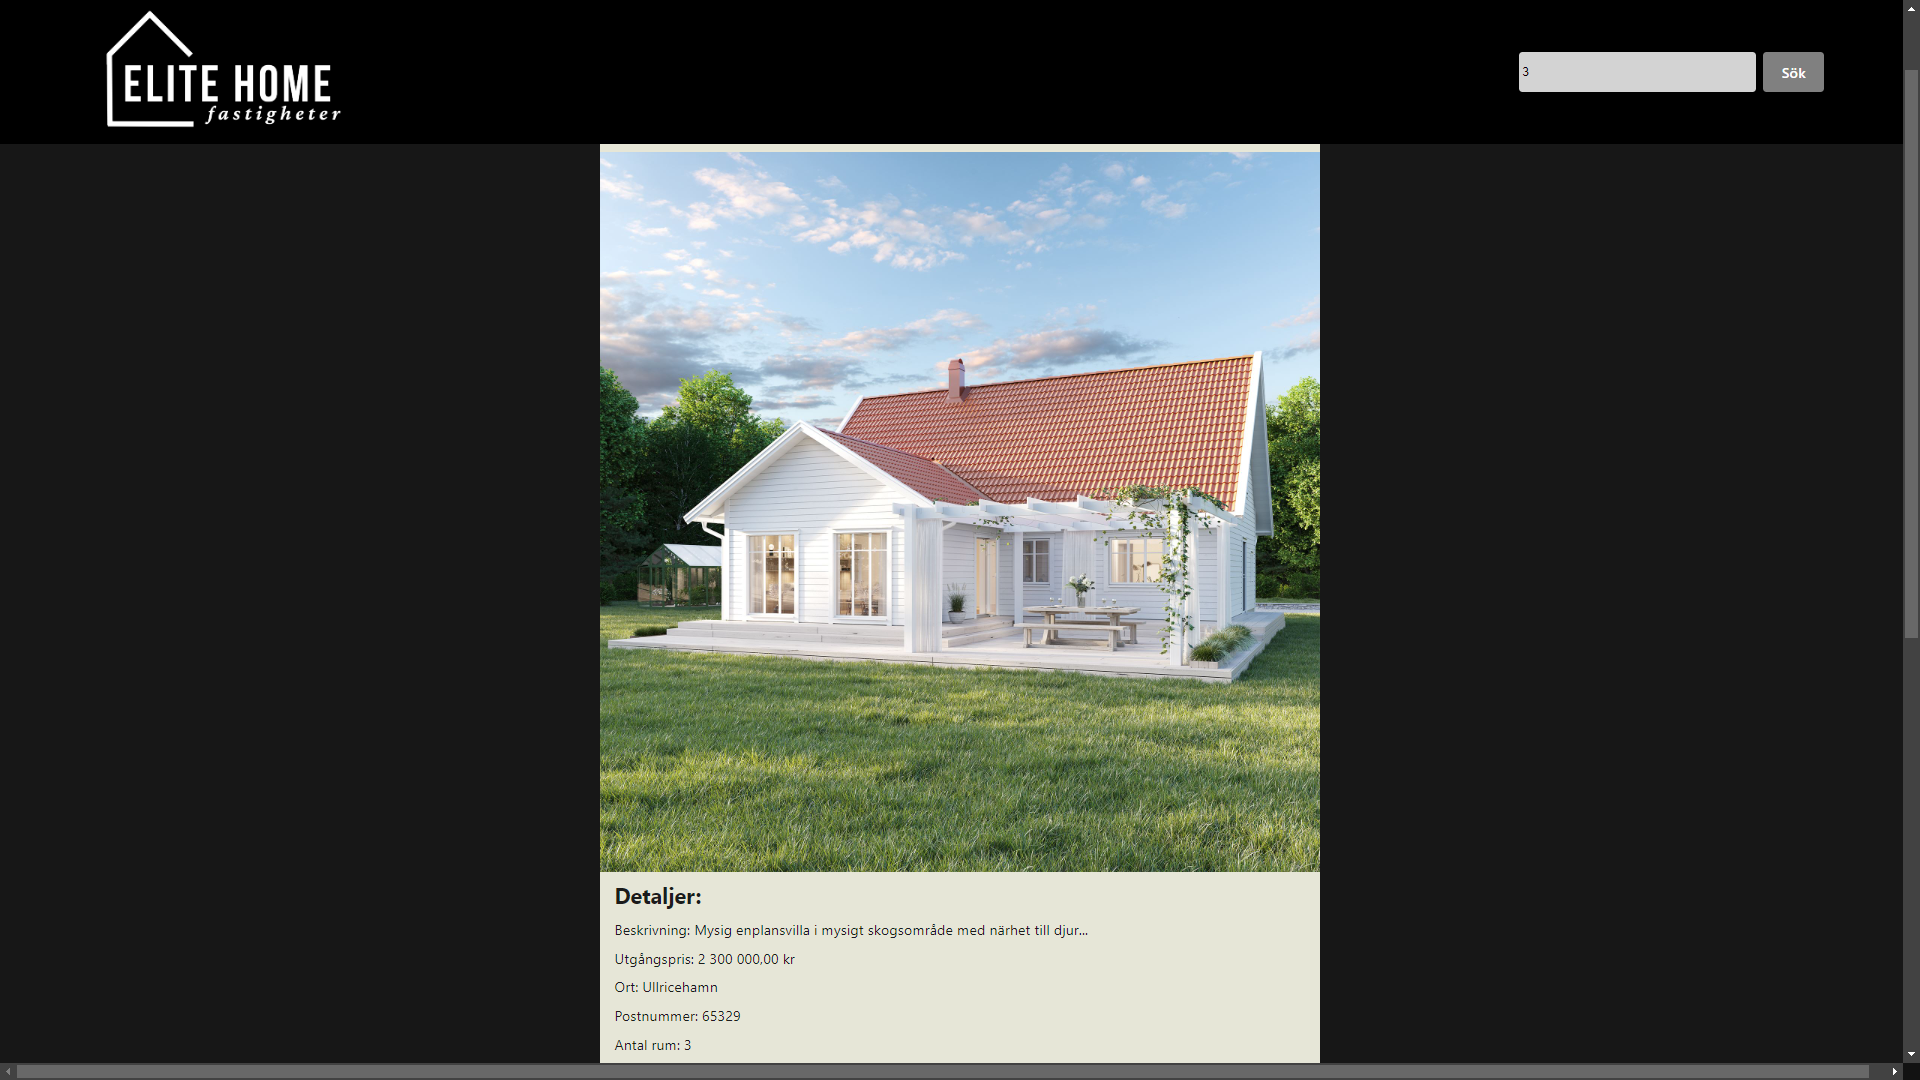 ELITE HOME
fastigheter
3
Sök
Detaljer:
Beskrivning: Mysig enplansvilla i mysigt skogsområde med närhet till djur...
Utgångspris: 2 300 000,00 kr
Ort: Ullricehamn
Postnummer: 65329
Antal rum: 3